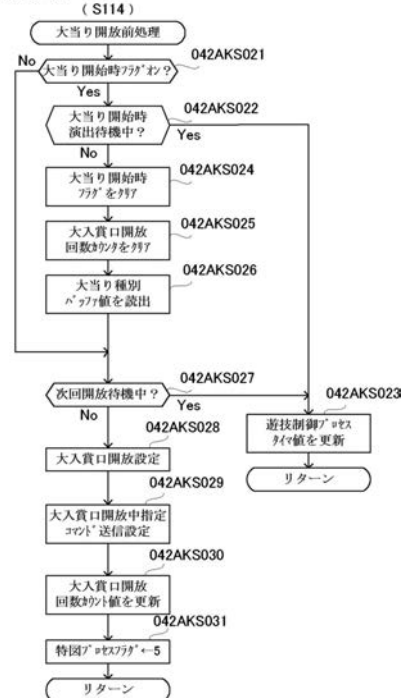 ( S114 )
大当り開放前処理
042AKS021
No
大当り開始時フラグオン？
Yes
042AKS022
大当り開始時
演出待機中？
Yes
No
042AKS024
大当り開始時
フラグをクリア
042AKS025
大入賞口開放
回数カウンタをクリア
042AKS026
大当り種別
バッファ値を読出
042AKS027
次回開放待機中？
Yes
No
042AKS023
遊技制御プロセス
タイマ値を更新
リターン
042AKS028
大入賞口開放設定
042AKS029
大入賞口開放中指定
コマンド送信設定
042AKS030
大入賞口開放
回数カウント値を更新
042AKS031
特図プロセスフラグ←5
リターン